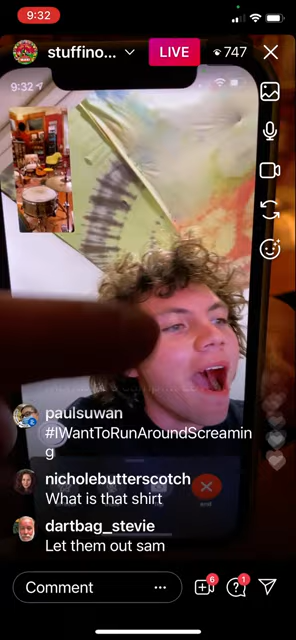 9:32
stuffino...
LIVE
747
9:32
paulsuwan
#IWantToRunAroundScreamin
g
nicholebutterscotch
What is that shirt
end
dartbag_stevie
Let them out sam
Comment
...
6
1